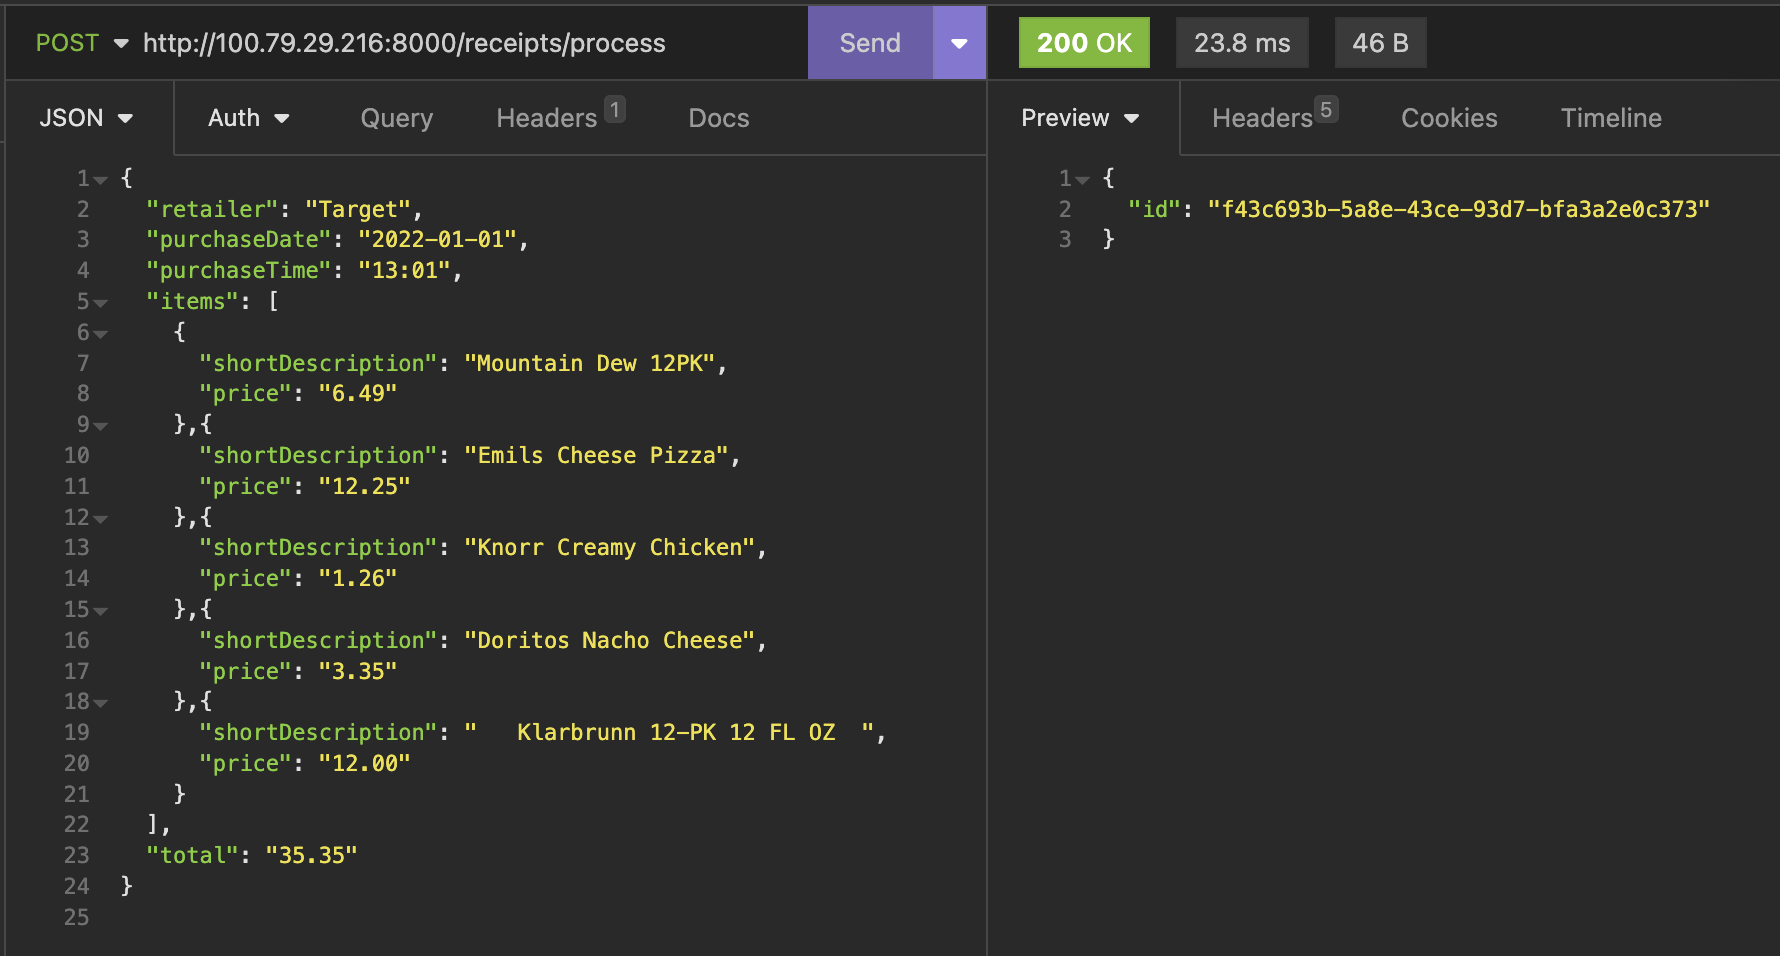 POST http://100.79.29.216:8000/receipts/process Send 200 OK 23.8 ms 46 B
JSON Auth Query Headers 1 Docs Preview Headers 5 Cookies Timeline
1 {
2 "retailer": "Target",
3 "purchaseDate": "2022-01-01",
4 "purchaseTime": "13:01",
5 "items": [
6 {
7 "shortDescription": "Mountain Dew 12PK",
8 "price": "6.49"
9 },{
10 "shortDescription": "Emils Cheese Pizza",
11 "price": "12.25"
12 },{
13 "shortDescription": "Knorr Creamy Chicken",
14 "price": "1.26"
15 },{
16 "shortDescription": "Doritos Nacho Cheese",
17 "price": "3.35"
18 },{
19 "shortDescription": "   Klarbrunn 12-PK 12 FL OZ  ",
20 "price": "12.00"
21 }
22 ],
23 "total": "35.35"
24 }
25
1 {
2 "id": "f43c693b-5a8e-43ce-93d7-bfa3a2e0c373"
3 }